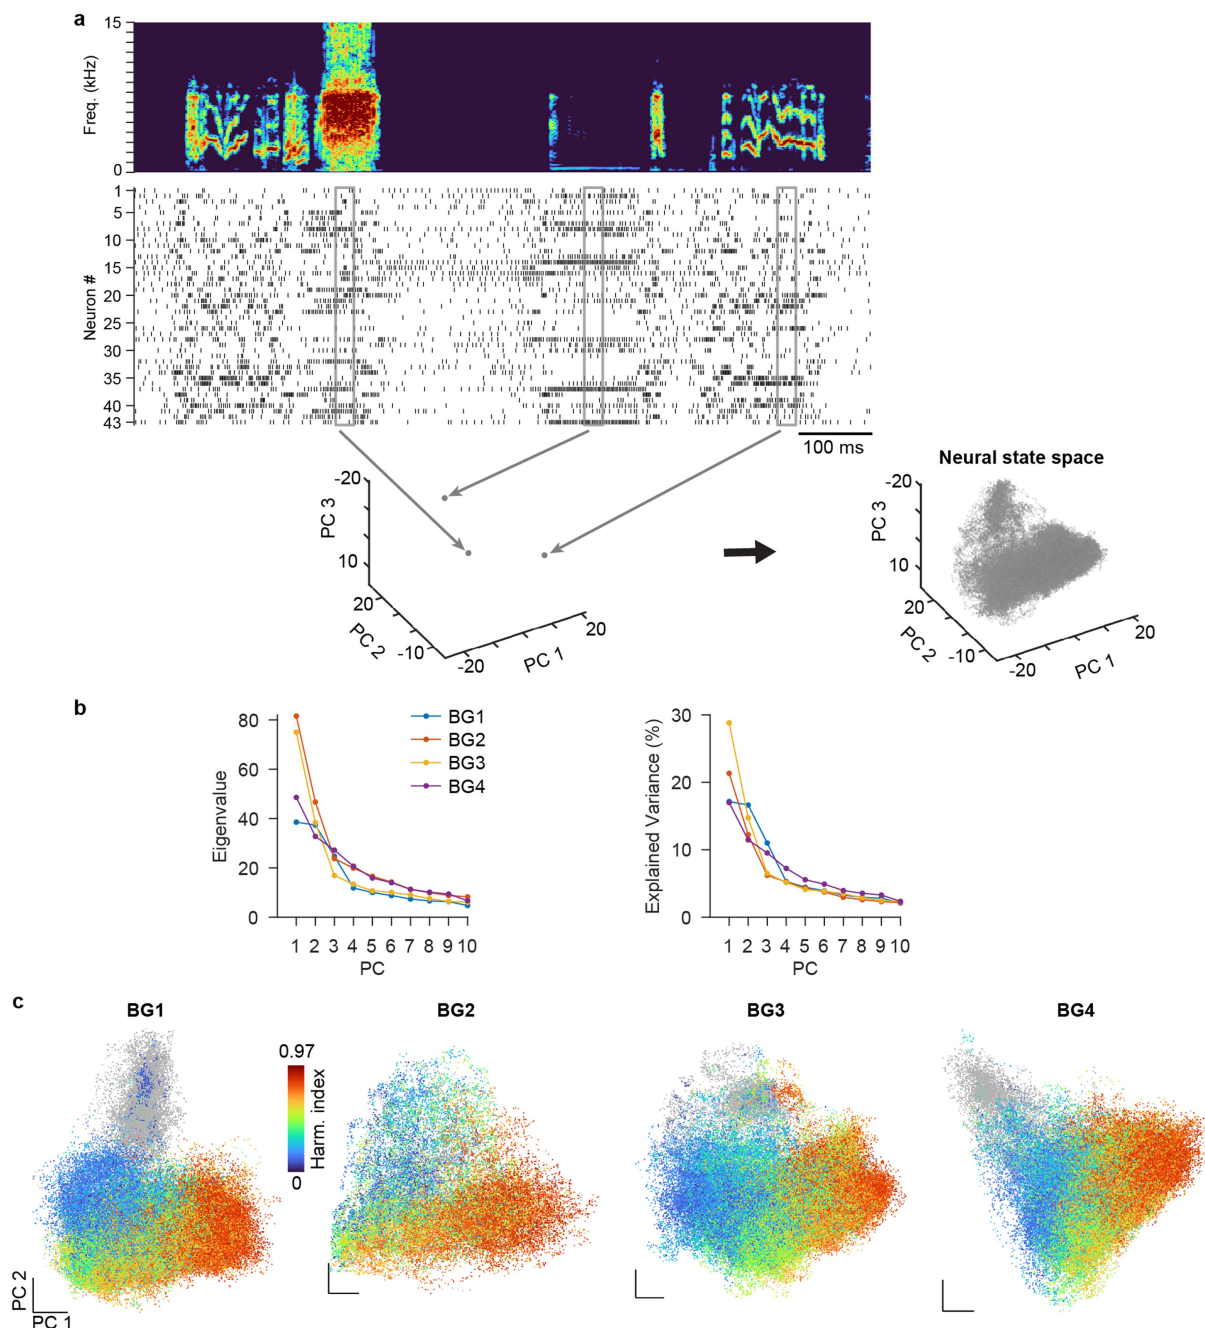 a
15
Freq. (kHz)
0
1
5
10
15
20
25
30
35
40
43
Neuron #
100 ms
-20
PC 3
10
20
PC 2
-10
-20
PC 1
20
Neural state space
-20
PC 3
10
20
PC 2
-10
-20
PC 1
20
b
80
60
40
20
0
Eigenvalue
BG1
BG2
BG3
BG4
1 2 3 4 5 6 7 8 9 10
PC
30
20
10
0
Explained Variance (%)
1 2 3 4 5 6 7 8 9 10
PC
c
BG1
BG2
BG3
BG4
0.97
Harm. index
0
PC 2
PC 1